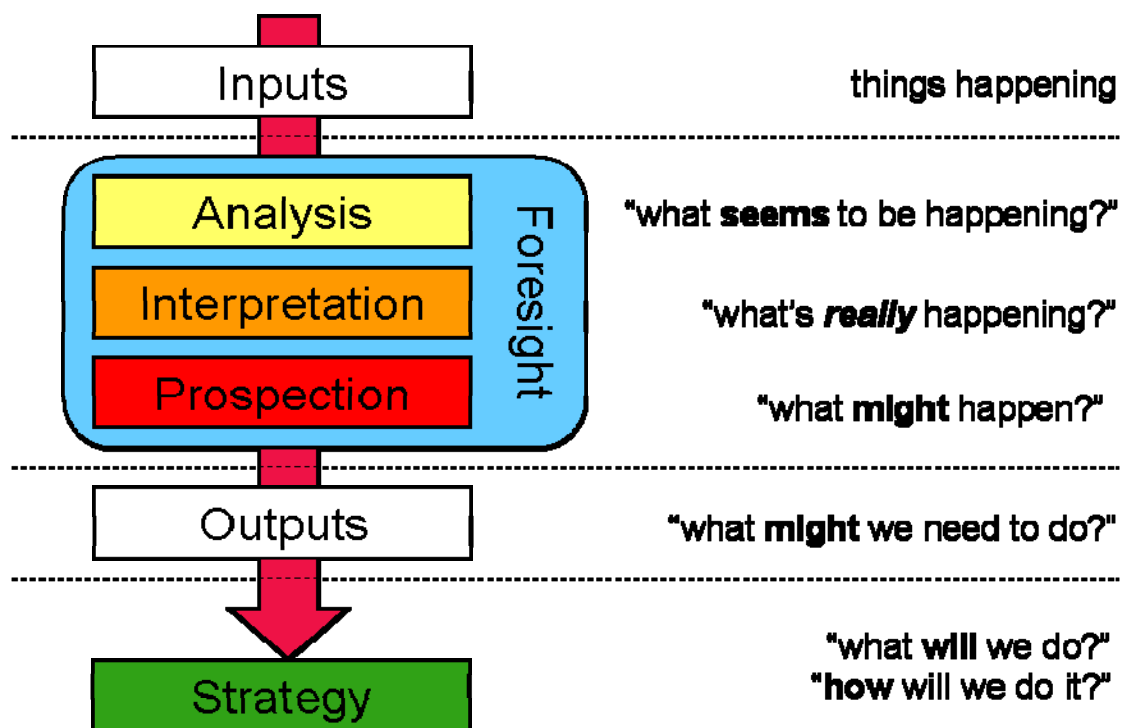 Inputs
things happening
Analysis
“what seems to be happening?”
Foresight
Interpretation
“what's really happening?”
Prospection
“what might happen?”
Outputs
“what might we need to do?”
“what will we do?”
Strategy
“how will we do it?”